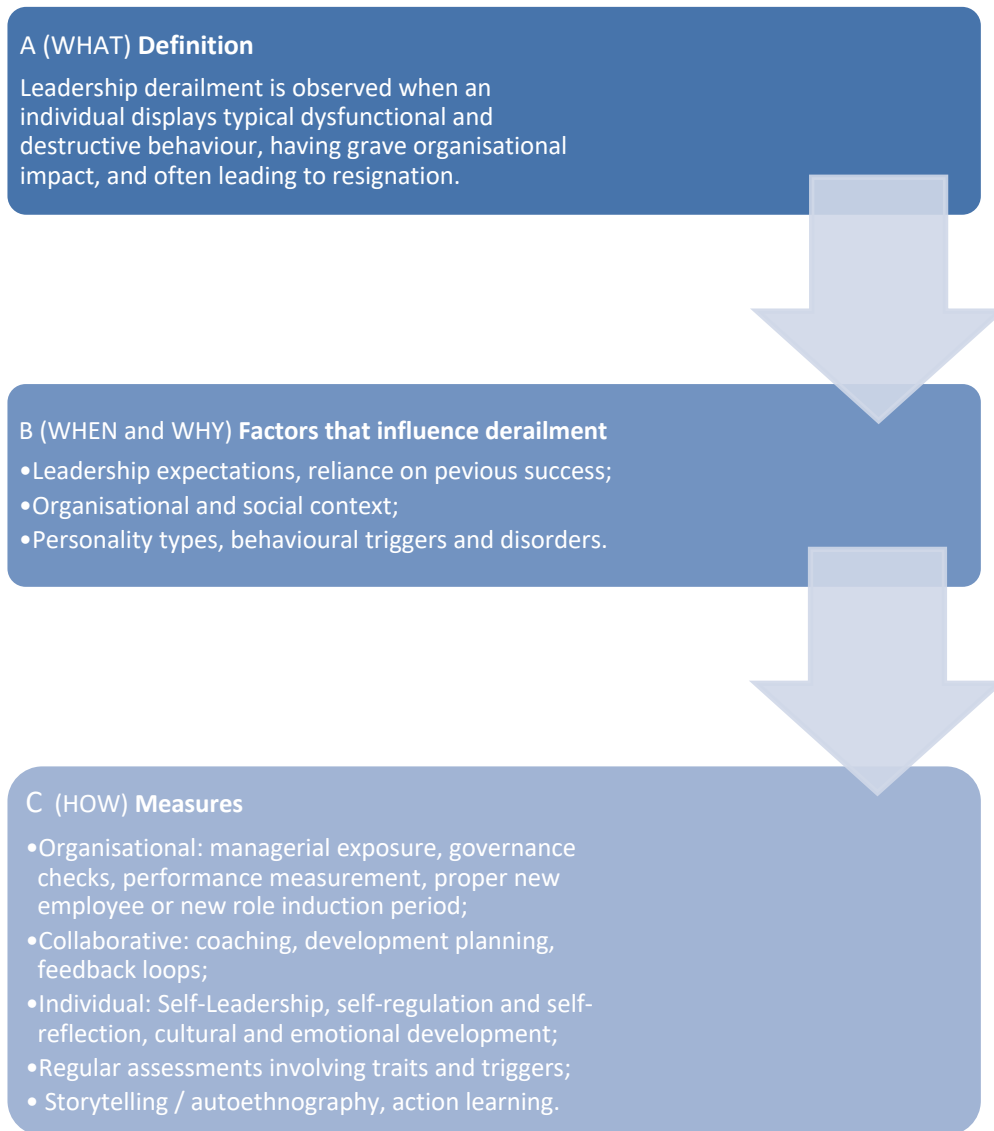 A (WHAT) Definition
Leadership derailment is observed when an
individual displays typical dysfunctional and
destructive behaviour, having grave organisational
impact, and often leading to resignation.
B (WHEN and WHY) Factors that influence derailment
•Leadership expectations, reliance on pevious success;
•Organisational and social context;
•Personality types, behavioural triggers and disorders.
C (HOW) Measures
•Organisational: managerial exposure, governance
checks, performance measurement, proper new
employee or new role induction period;
•Collaborative: coaching, development planning,
feedback loops;
•Individual: Self-Leadership, self-regulation and self-
reflection, cultural and emotional development;
•Regular assessments involving traits and triggers;
• Storytelling / autoethnography, action learning.